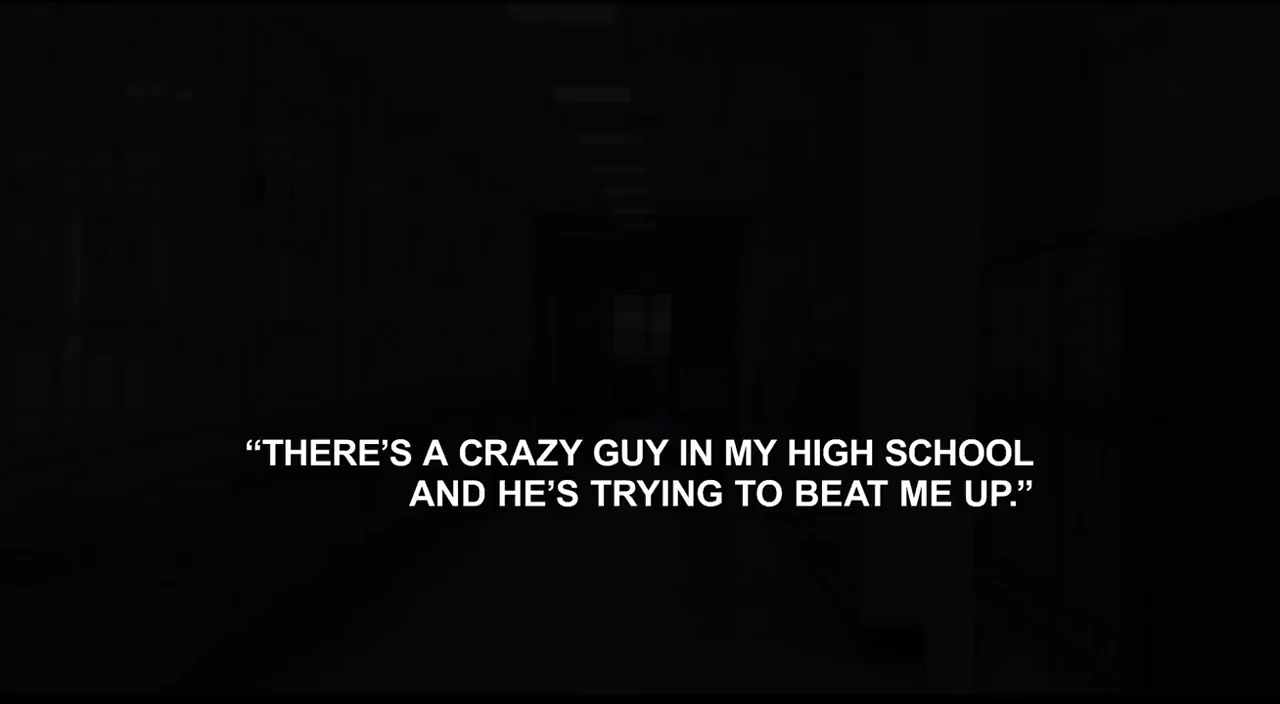 “THERE’S A CRAZY GUY IN MY HIGH SCHOOL
AND HE’S TRYING TO BEAT ME UP.”